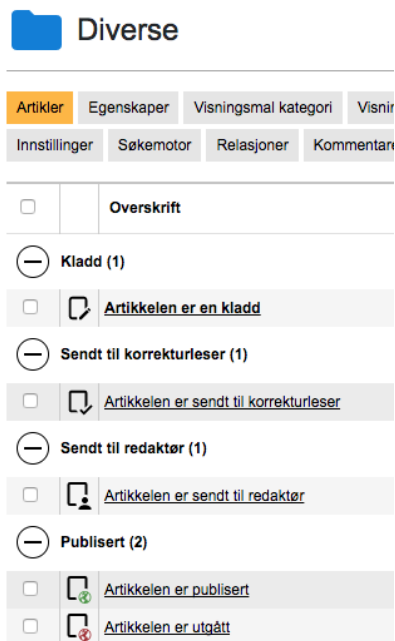 Diverse
Artikler Egenskaper Visningsmal kategori
Innstillinger Søkemotor Relasjoner
Overskrift
Kladd (1)
Artikkelen er en kladd
Sendt til korrekturleser (1)
Artikkelen er sendt til korrekturleser
Sendt til redaktør (1)
Artikkelen er sendt til redaktør
Publisert (2)
Artikkelen er publisert
Artikkelen er utgått